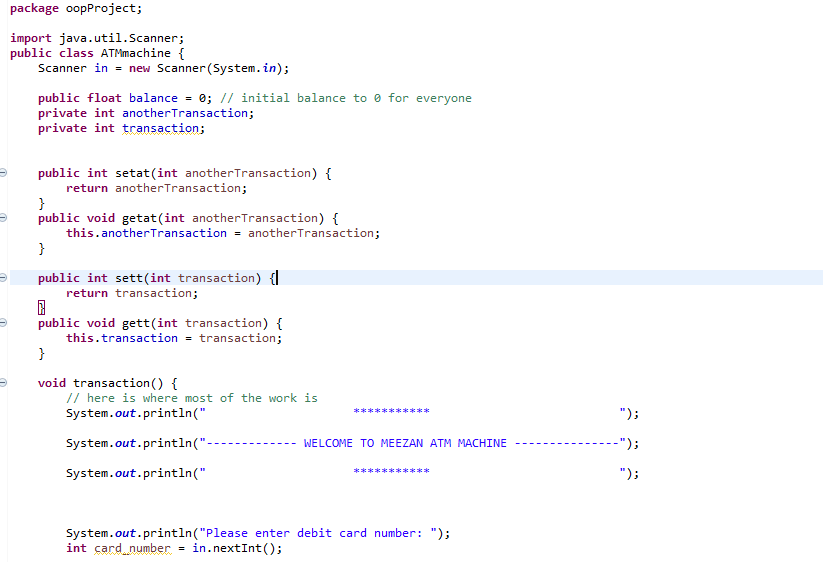 package oopProject;
import java.util.Scanner;
public class ATMmachine {
    Scanner in = new Scanner(System.in);
    public float balance = 0; // initial balance to 0 for everyone
    private int anotherTransaction;
    private int transaction;
    public int setat(int anotherTransaction) {
        return anotherTransaction;
    }
    public void getat(int anotherTransaction) {
        this.anotherTransaction = anotherTransaction;
    }
    public int sett(int transaction) {
        return transaction;
    }
    public void gett(int transaction) {
        this.transaction = transaction;
    }
    void transaction() {
        // here is where most of the work is
        System.out.println("                     ***********                           ");
        System.out.println("------------- WELCOME TO MEEZAN ATM MACHINE ---------------");
        System.out.println("                     ***********                           ");
        System.out.println("Please enter debit card number: ");
        int card_number = in.nextInt();